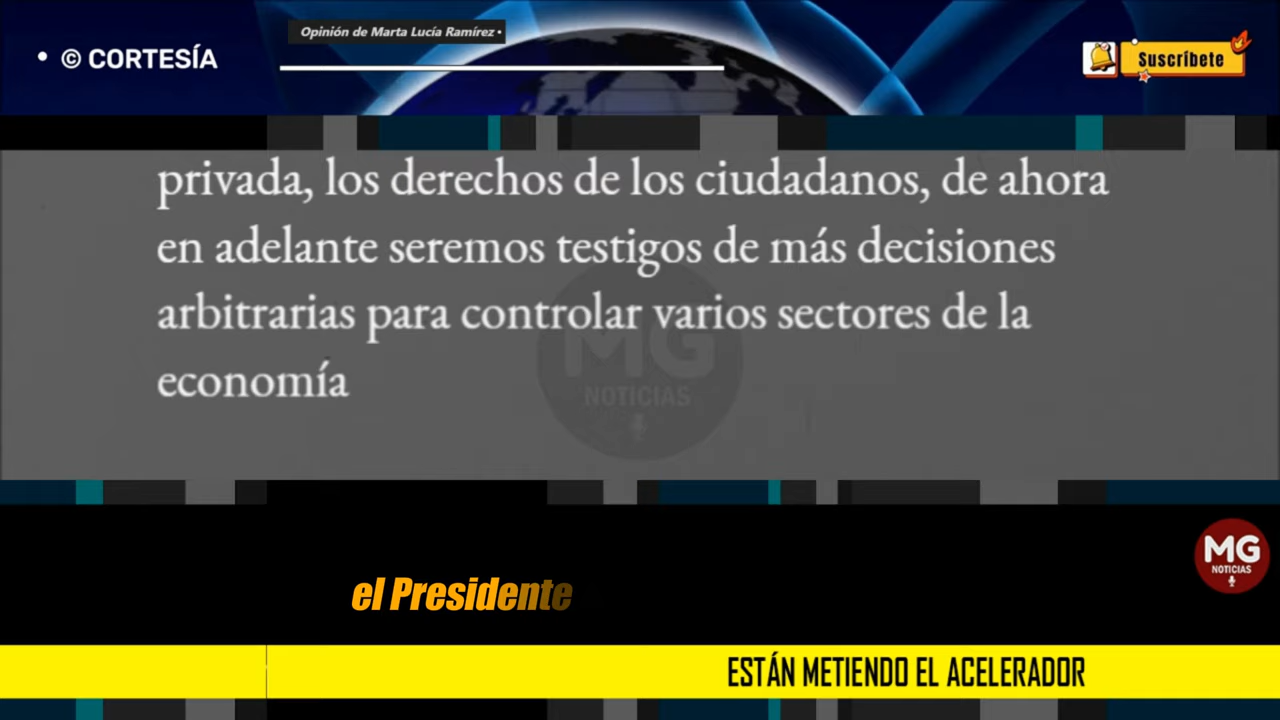 Opinión de Marta Lucía Ramírez •
• © CORTESÍA
Suscríbete
privada, los derechos de los ciudadanos, de ahora
en adelante seremos testigos de más decisiones
arbitrarias para controlar varios sectores de la
economía
MG
NOTICIAS
MG
NOTICIAS
el Presidente
ESTÁN METIENDO EL ACELERADOR